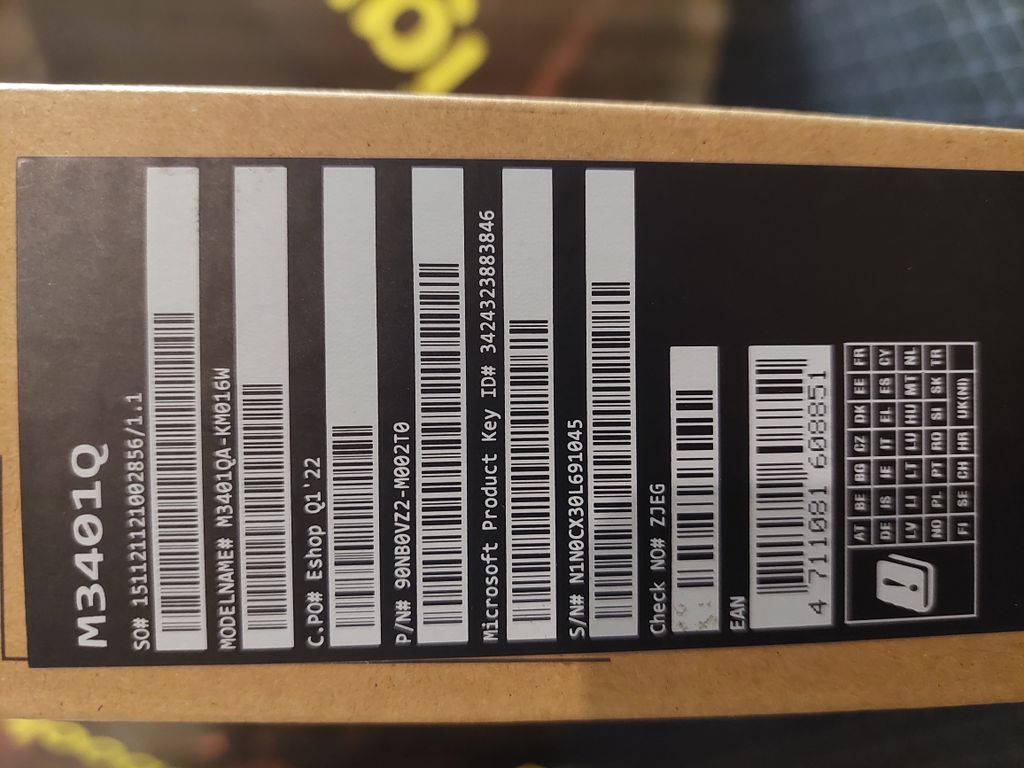 M3401Q
SO# 151121121002856/1.1
MODELNAME# M3401QA-KM016W
C.PO# Eshop Q1'22
P/N# 90NB0VZ2-M002T0
Microsoft Product Key ID# 3424323883846
S/N# N1N0CX30L691045
Check NO# ZJEG
EAN
4 711081 608851
AT BE BG CZ DK EE FR
DE IS IE IT EL ES CY
LV LI LT LU HU MT NL
NO PL PT RO SI SK TR
FI SE CH HR UK(NI)